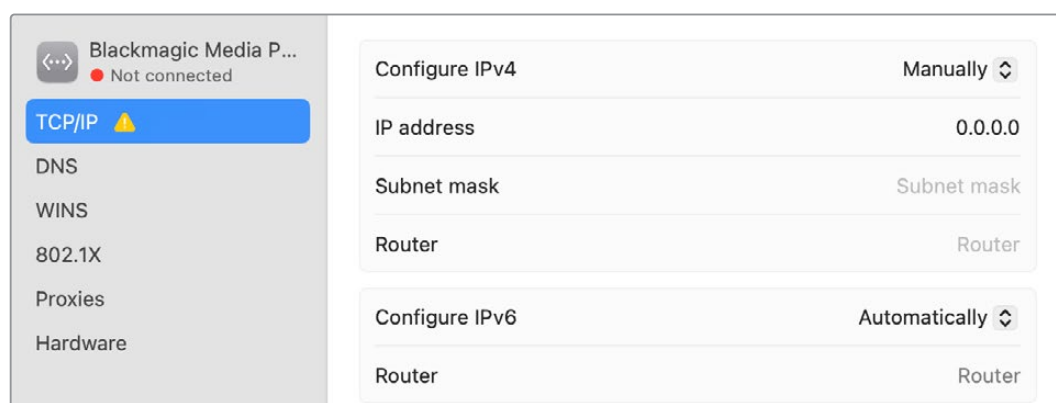 Blackmagic Media P...
Not connected
TCP/IP
DNS
WINS
802.1X
Proxies
Hardware
Configure IPv4 Manually
IP address 0.0.0.0
Subnet mask Subnet mask
Router Router
Configure IPv6 Automatically
Router Router